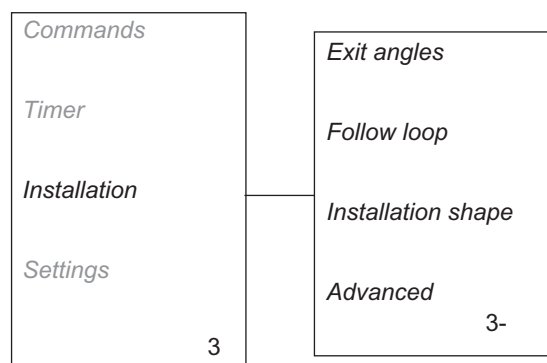 Commands
Timer
Installation
Settings
3
Exit angles
Follow loop
Installation shape
Advanced
3-